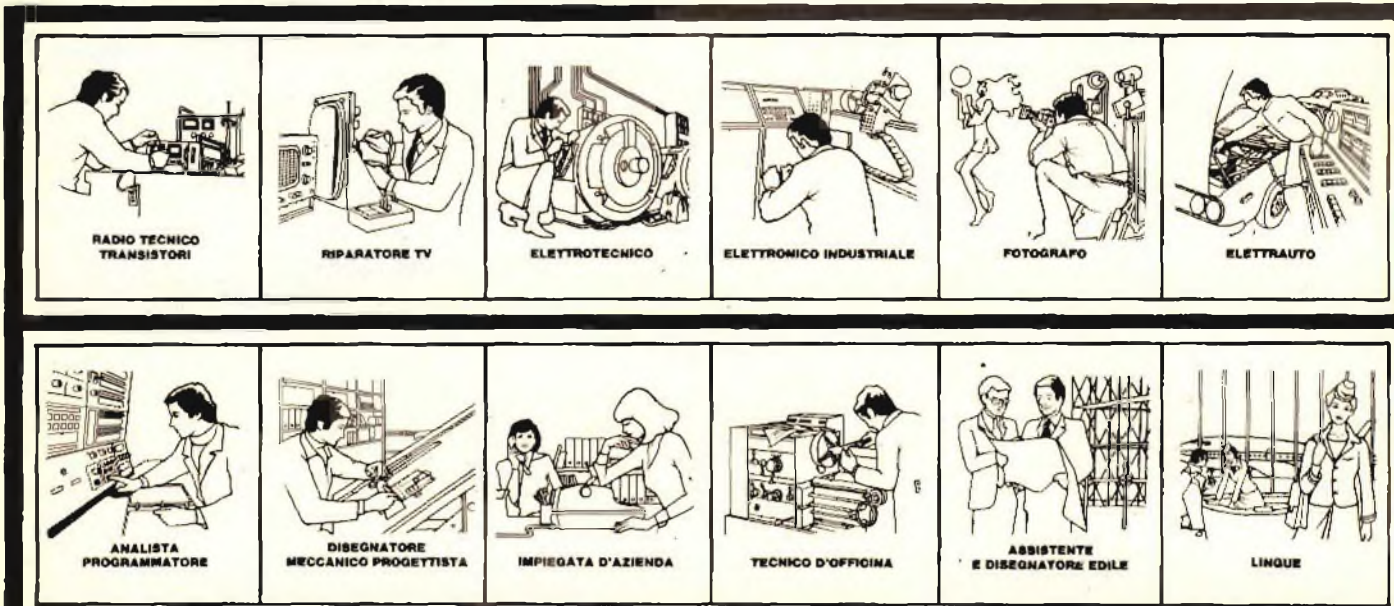 RADIO TECNICO
TRANSISTORI
RIPARATORE TV
ELETTROTECNICO
ELETTRONICO INDUSTRIALE
FOTOGRAFO
ELETTRAUTO
ANALISTA
PROGRAMMATORE
DISEGNATORE
MECCANICO PROGETTISTA
IMPIEGATA D'AZIENDA
TECNICO D'OFFICINA
ASSISTENTE
E DISEGNATORE EDILE
LINGUE